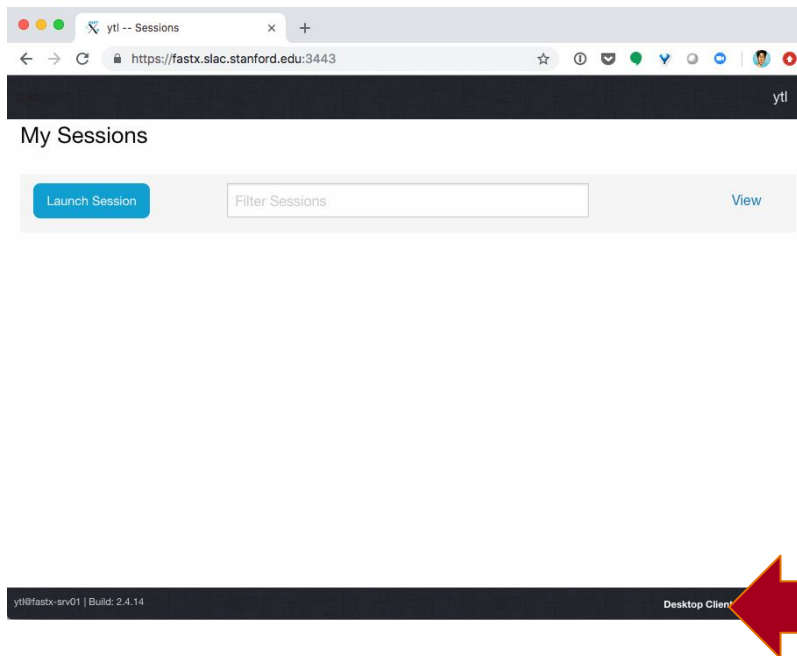 ytl -- Sessions
https://fastx.slac.stanford.edu:3443
ytl
My Sessions
Launch Session
Filter Sessions
View
ytl@fastx-srv01 | Build: 2.4.14
Desktop Client